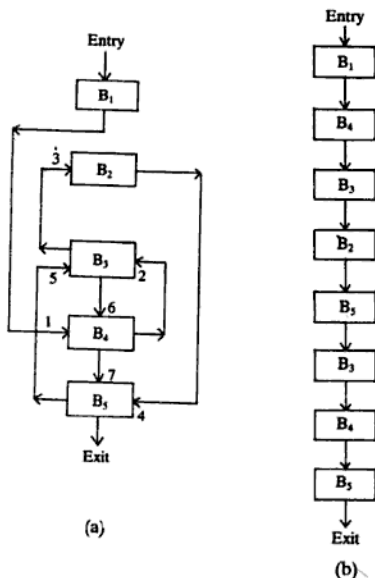 Entry
B₁
3
B₂
B₃
5
2
6
1
B₄
7
B₅
4
Exit
(a)
Entry
B₁
B₄
B₃
B₂
B₅
B₃
B₄
B₅
Exit
(b)